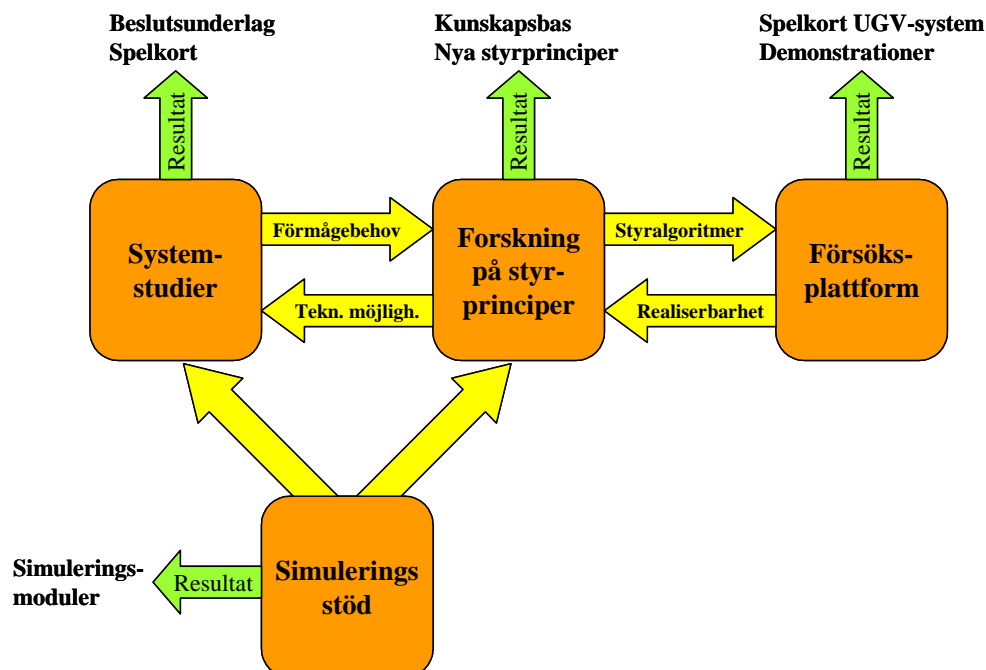 Beslutsunderlag
Spelkort
Kunskapsbas
Nya styrprinciper
Spelkort UGV-system
Demonstrationer
Resultat
Resultat
Resultat
System-
studier
Förmågebehov
Tekn. möjligh.
Forskning
på styr-
principer
Styralgoritmer
Realiserbarhet
Försöks-
plattform
Simulerings-
moduler
Resultat
Simulerings
stöd